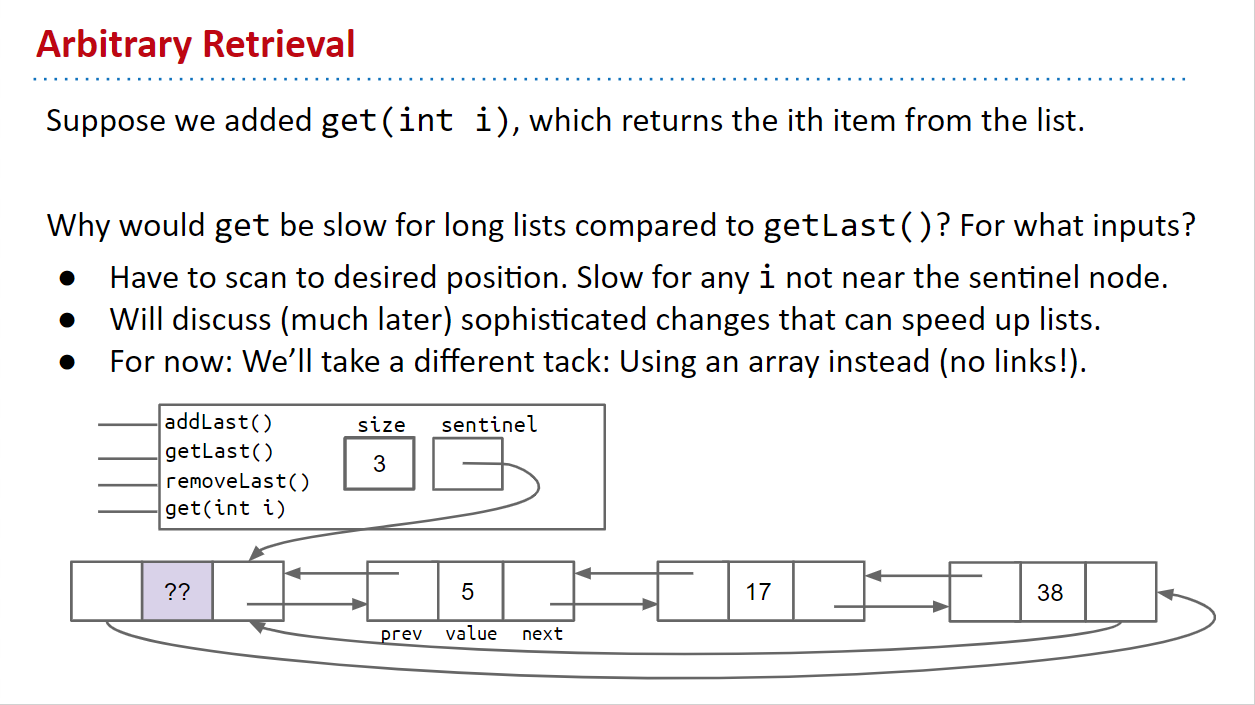 Arbitrary Retrieval
Suppose we added get(int i), which returns the ith item from the list.
Why would get be slow for long lists compared to getLast()? For what inputs?
● Have to scan to desired position. Slow for any i not near the sentinel node.
● Will discuss (much later) sophisticated changes that can speed up lists.
● For now: We’ll take a different tack: Using an array instead (no links!).
addLast()
getLast()
removeLast()
get(int i)
size
3
sentinel
??
5
17
38
prev value next